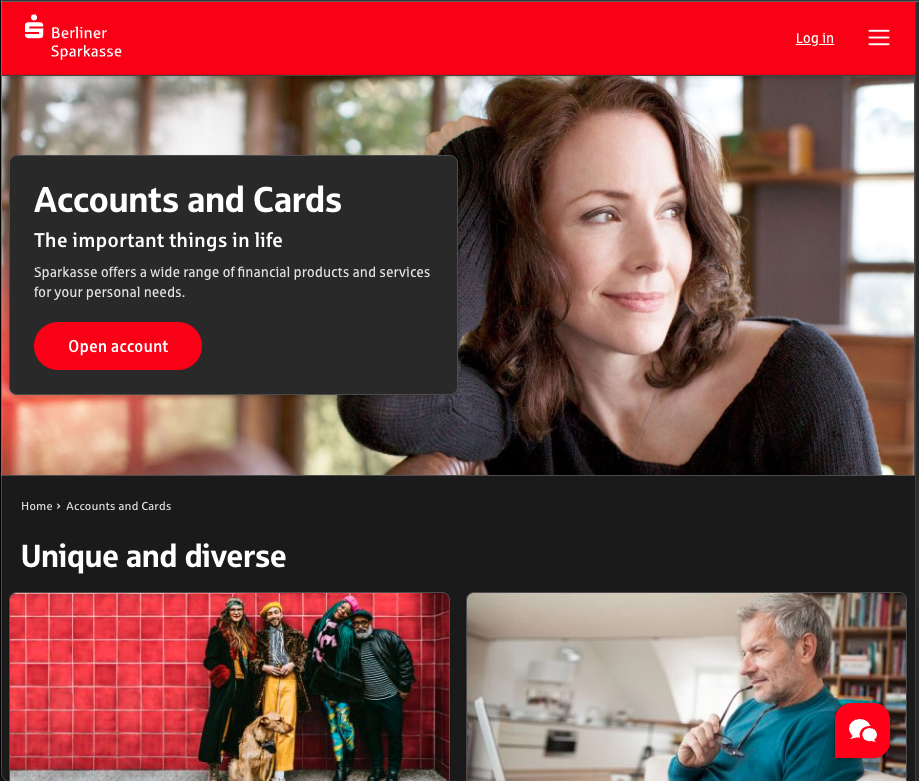 Berliner
Sparkasse
Log in
Accounts and Cards
The important things in life
Sparkasse offers a wide range of financial products and services
for your personal needs.
Open account
Home › Accounts and Cards
Unique and diverse